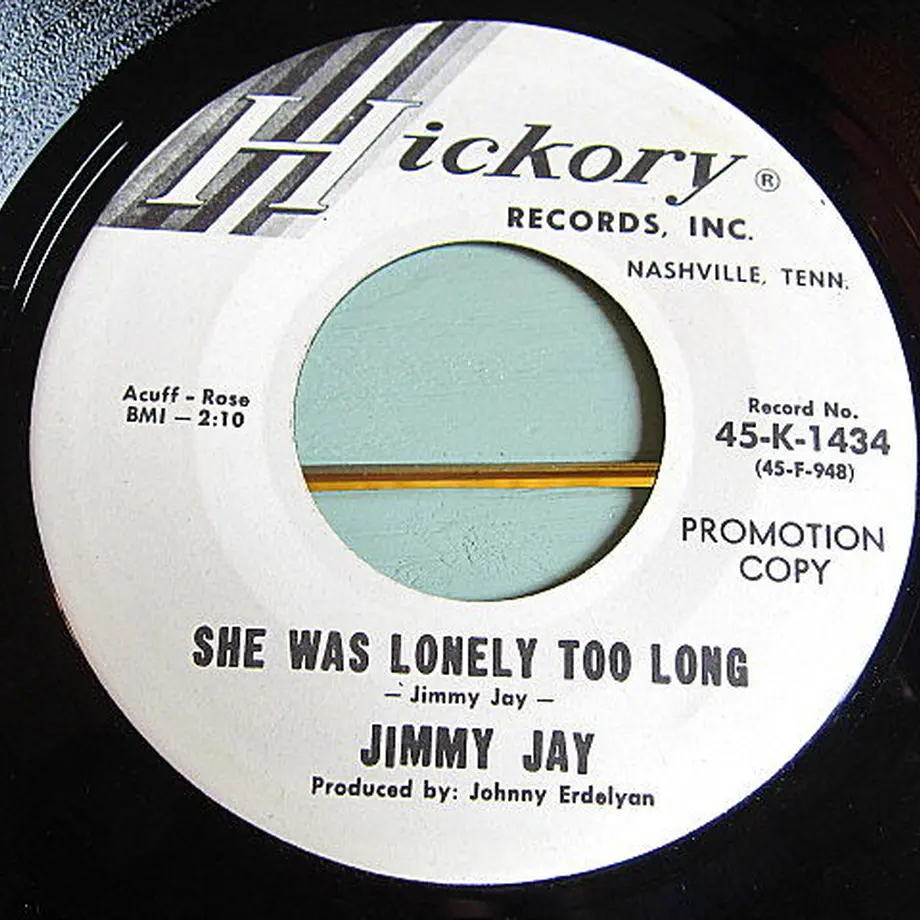 Hickory ®
RECORDS, INC.
NASHVILLE, TENN.
Acuff - Rose
BMI — 2:10
Record No.
45-K-1434
(45-F-948)
PROMOTION
COPY
SHE WAS LONELY TOO LONG
— Jimmy Jay —
JIMMY JAY
Produced by: Johnny Erdelyan